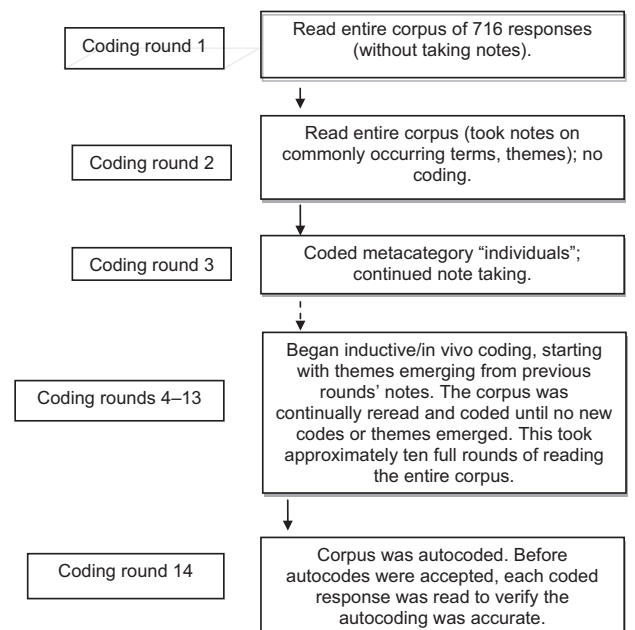 Coding round 1
Read entire corpus of 716 responses
(without taking notes).
Coding round 2
Read entire corpus (took notes on
commonly occurring terms, themes); no
coding.
Coding round 3
Coded metacategory “individuals”;
continued note taking.
Coding rounds 4–13
Began inductive/in vivo coding, starting
with themes emerging from previous
rounds’ notes. The corpus was
continually reread and coded until no new
codes or themes emerged. This took
approximately ten full rounds of reading
the entire corpus.
Coding round 14
Corpus was autocoded. Before
autocodes were accepted, each coded
response was read to verify the
autocoding was accurate.